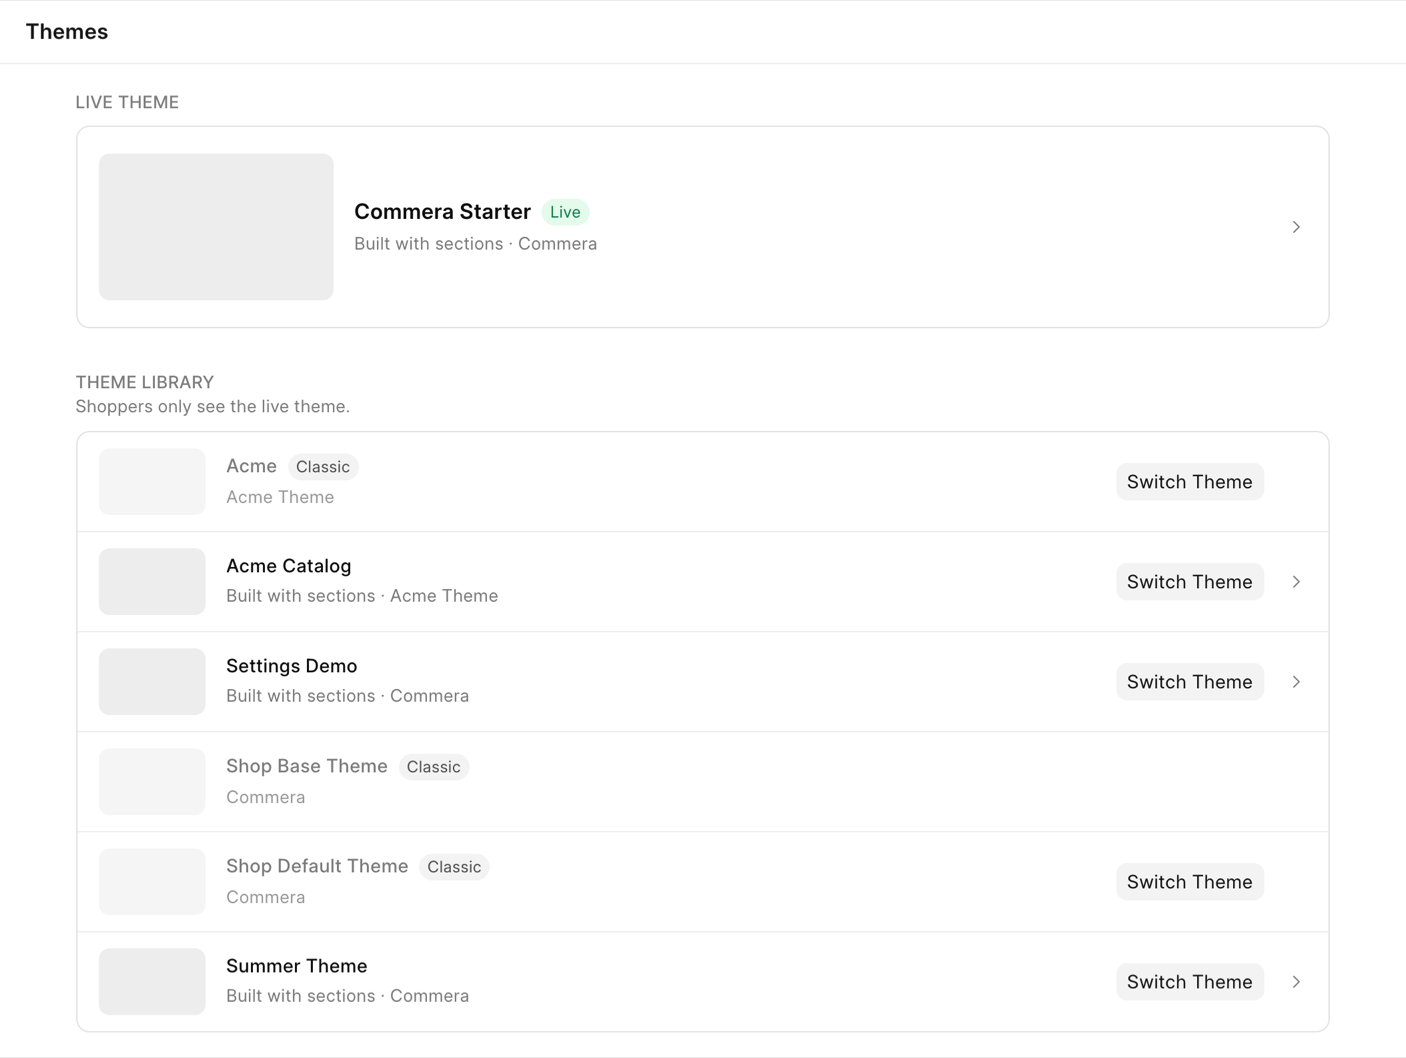 Themes
LIVE THEME
Commera Starter Live
Built with sections · Commera
THEME LIBRARY
Shoppers only see the live theme.
Acme Classic
Acme Theme
Switch Theme
Acme Catalog
Built with sections · Acme Theme
Switch Theme
Settings Demo
Built with sections · Commera
Switch Theme
Shop Base Theme Classic
Commera
Shop Default Theme Classic
Commera
Switch Theme
Summer Theme
Built with sections · Commera
Switch Theme